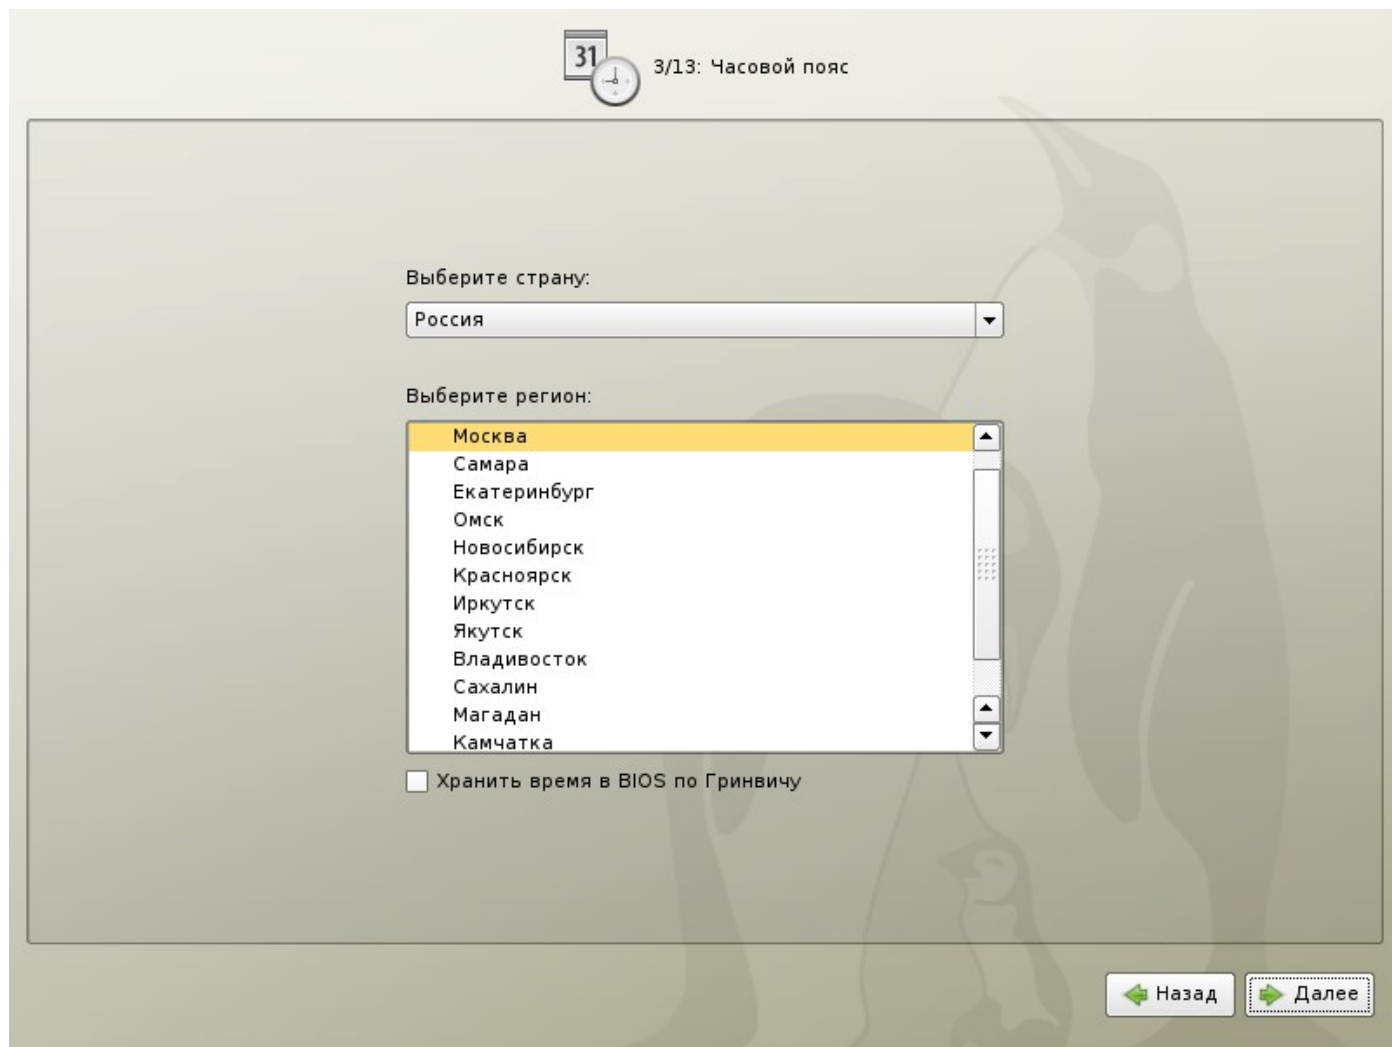 31
3/13: Часовой пояс
Выберите страну:
Россия
Выберите регион:
Москва
Самара
Екатеринбург
Омск
Новосибирск
Красноярск
Иркутск
Якутск
Владивосток
Сахалин
Магадан
Камчатка
Хранить время в BIOS по Гринвичу
Назад
Далее